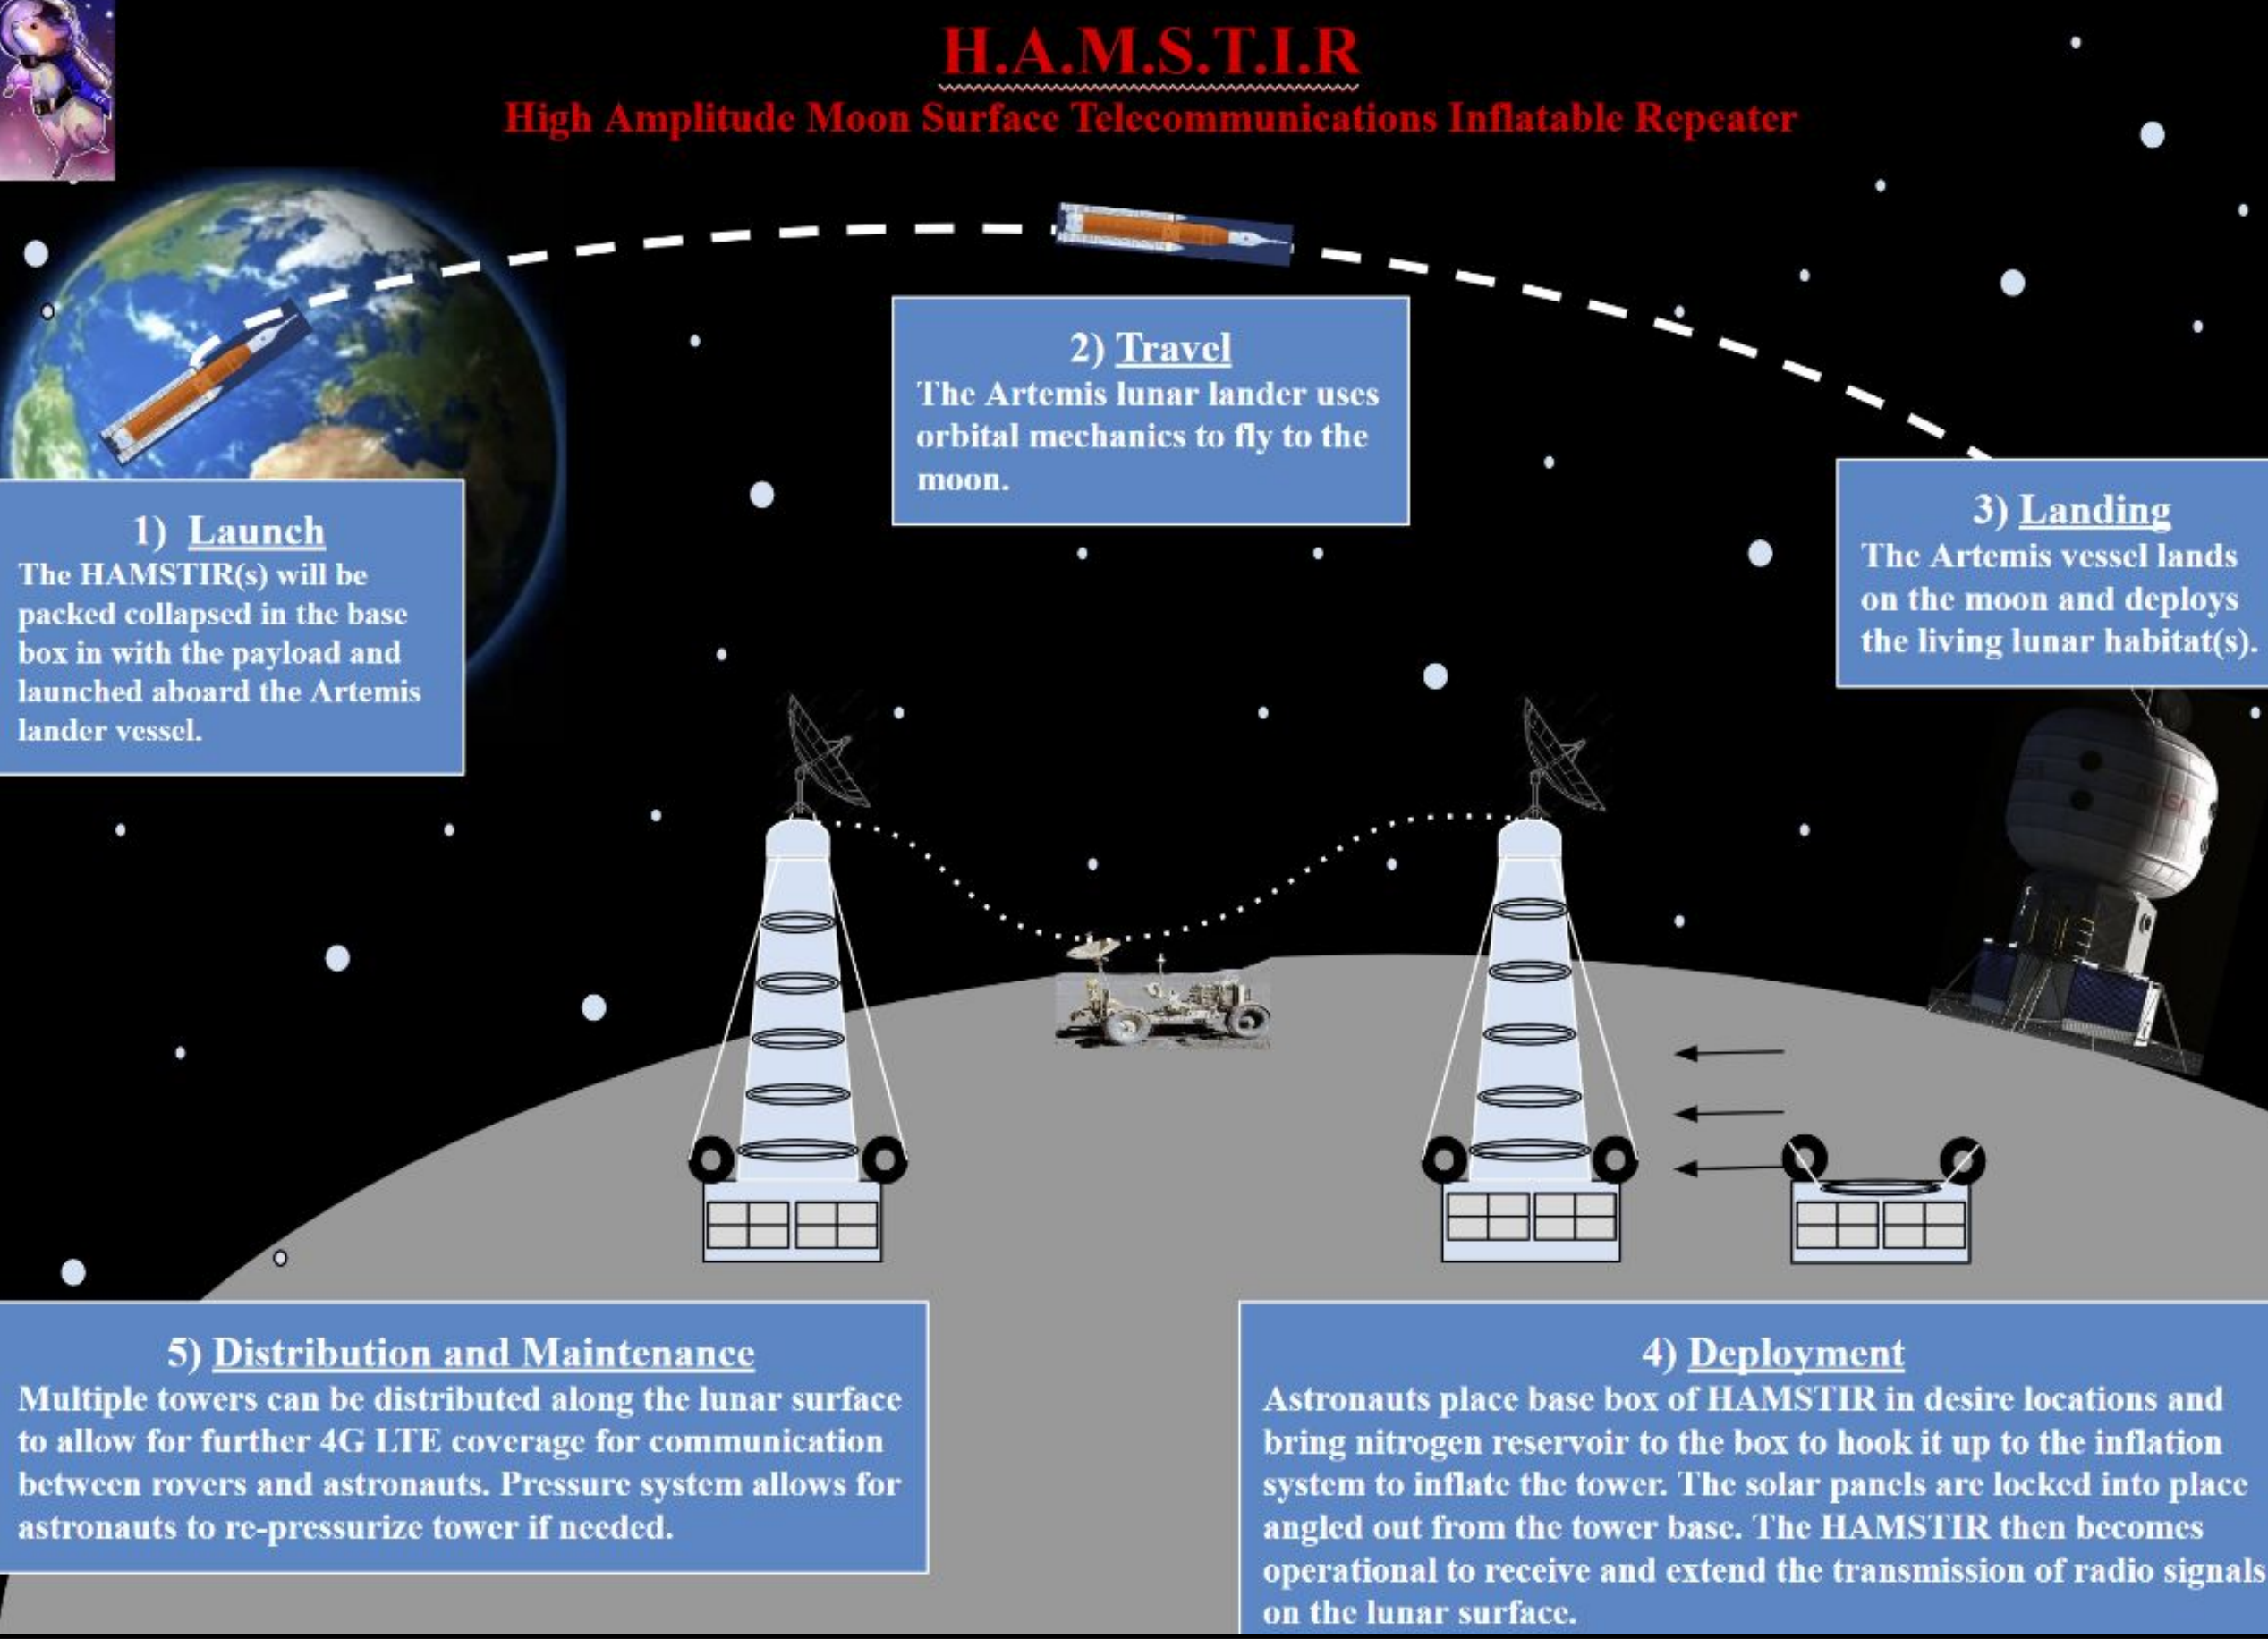 H.A.M.S.T.I.R
High Amplitude Moon Surface Telecommunications Inflatable Repeater
1) Launch
The HAMSTIR(s) will be
packed collapsed in the base
box in with the payload and
launched aboard the Artemis
lander vessel.
2) Travel
The Artemis lunar lander uses
orbital mechanics to fly to the
moon.
3) Landing
The Artemis vessel lands
on the moon and deploys
the living lunar habitat(s).
4) Deployment
Astronauts place base box of HAMSTIR in desire locations and
bring nitrogen reservoir to the box to hook it up to the inflation
system to inflate the tower. The solar panels are locked into place
angled out from the tower base. The HAMSTIR then becomes
operational to receive and extend the transmission of radio signals
on the lunar surface.
5) Distribution and Maintenance
Multiple towers can be distributed along the lunar surface
to allow for further 4G LTE coverage for communication
between rovers and astronauts. Pressure system allows for
astronauts to re-pressurize tower if needed.